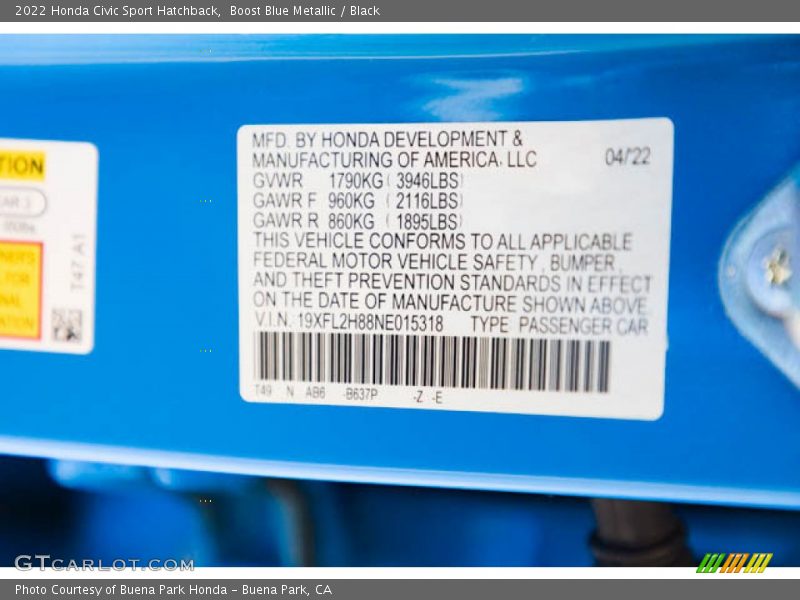 2022 Honda Civic Sport Hatchback,  Boost Blue Metallic / Black
TION
T47 A1
MFD. BY HONDA DEVELOPMENT &
MANUFACTURING OF AMERICA, LLC 04/22
GVWR 1790KG ( 3946LBS)
GAWR F 960KG ( 2116LBS)
GAWR R 860KG ( 1895LBS)
THIS VEHICLE CONFORMS TO ALL APPLICABLE
FEDERAL MOTOR VEHICLE SAFETY, BUMPER,
AND THEFT PREVENTION STANDARDS IN EFFECT
ON THE DATE OF MANUFACTURE SHOWN ABOVE.
V.I.N.: 19XFL2H88NE015318 TYPE PASSENGER CAR
T49 N AB6 -B637P -Z -E
GTCARLOT.COM
Photo Courtesy of Buena Park Honda – Buena Park, CA